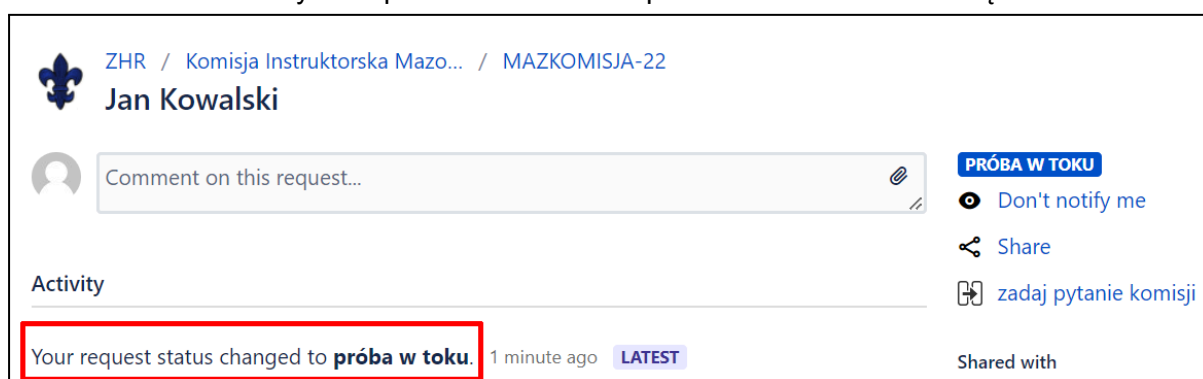 ZHR / Komisja Instruktorska Mazo... / MAZKOMISJA-22
Jan Kowalski
Comment on this request...
PRÓBA W TOKU
Don't notify me
Share
zadaj pytanie komisji
Activity
Your request status changed to próba w toku. 1 minute ago LATEST
Shared with